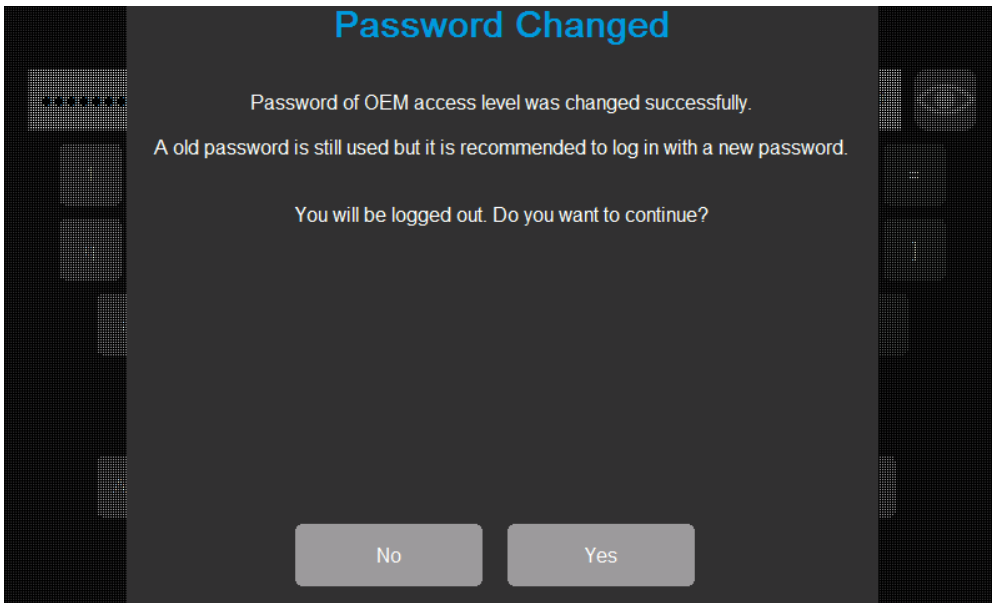 Password Changed
Password of OEM access level was changed successfully.
A old password is still used but it is recommended to log in with a new password.
You will be logged out. Do you want to continue?
No
Yes